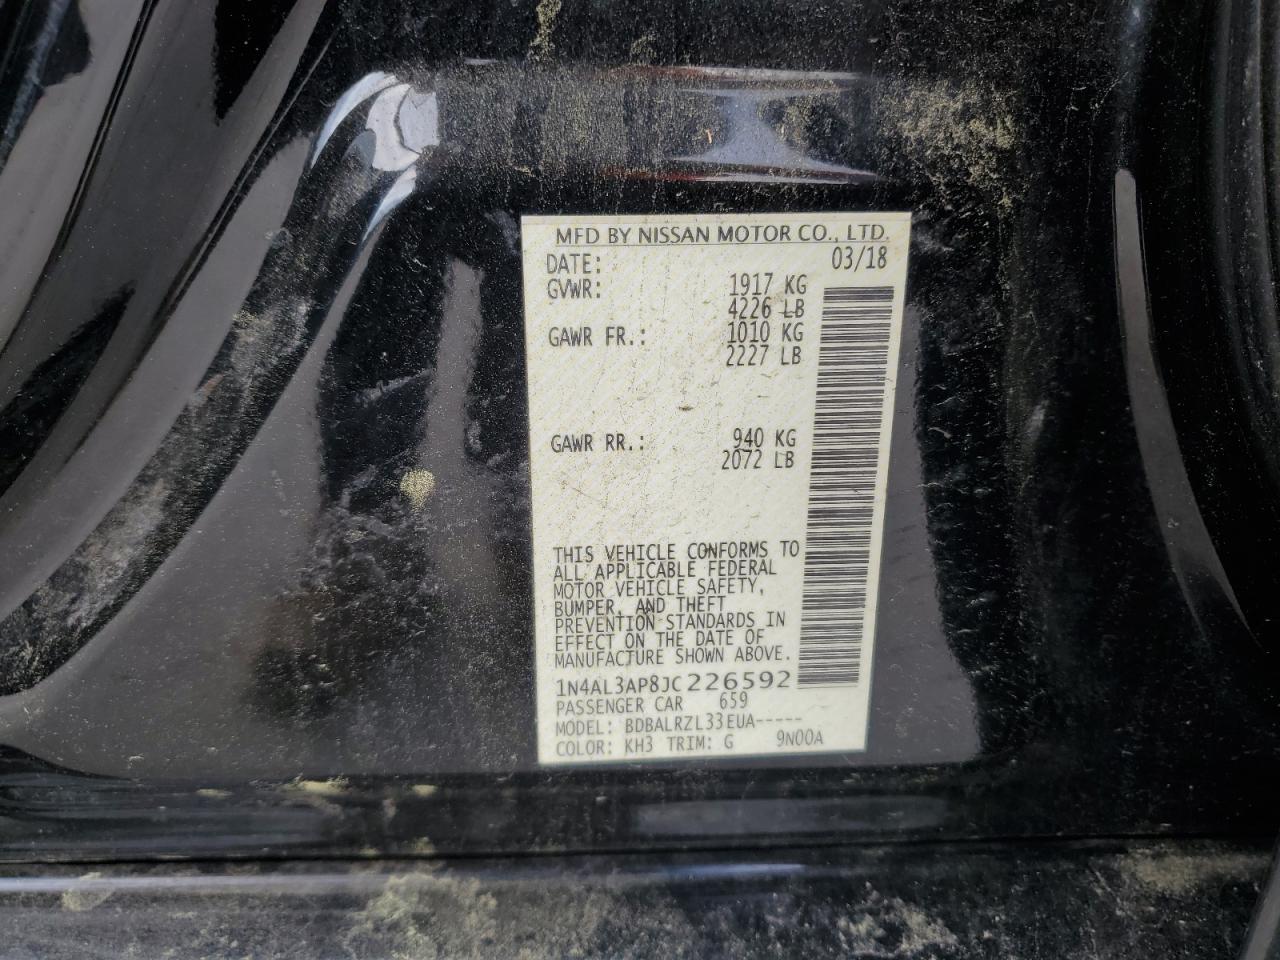 MFD BY NISSAN MOTOR CO., LTD.
DATE: 03/18
GVWR: 1917 KG
4226 LB
GAWR FR.: 1010 KG
2227 LB
GAWR RR.: 940 KG
2072 LB
THIS VEHICLE CONFORMS TO
ALL APPLICABLE FEDERAL
MOTOR VEHICLE SAFETY,
BUMPER, AND THEFT
PREVENTION STANDARDS IN
EFFECT ON THE DATE OF
MANUFACTURE SHOWN ABOVE.
1N4AL3AP8JC226592
PASSENGER CAR 659
MODEL: BDBALRZL33EUA-----
COLOR: KH3 TRIM: G 9N00A